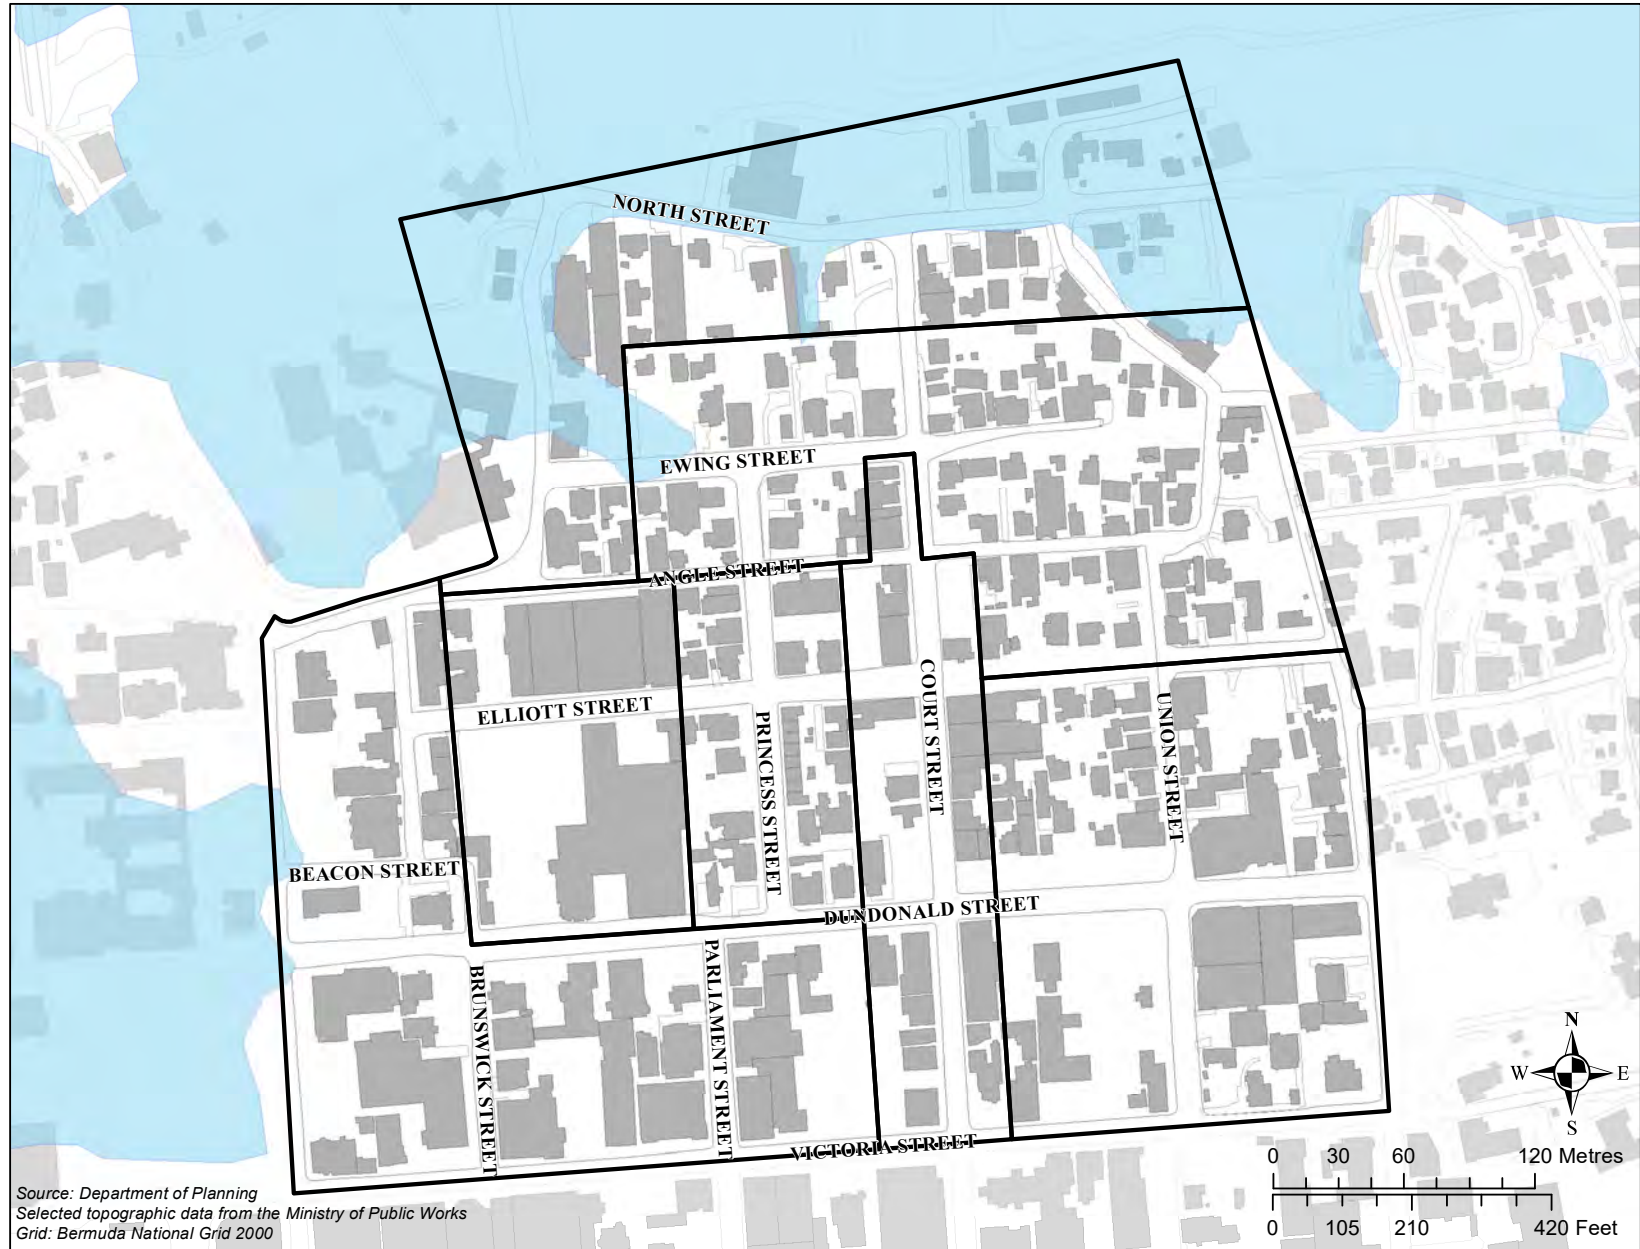 NORTH STREET
EWING STREET
ANGLE STREET
ELLIOTT STREET
COURT STREET
UNION STREET
PRINCESS STREET
BEACON STREET
DUNDONALD STREET
PARLIAMENT STREET
BRUNSWICK STREET
VICTORIA STREET
N
W E
S
0 30 60 120 Metres
0 105 210 420 Feet
Source: Department of Planning
Selected topographic data from the Ministry of Public Works
Grid: Bermuda National Grid 2000